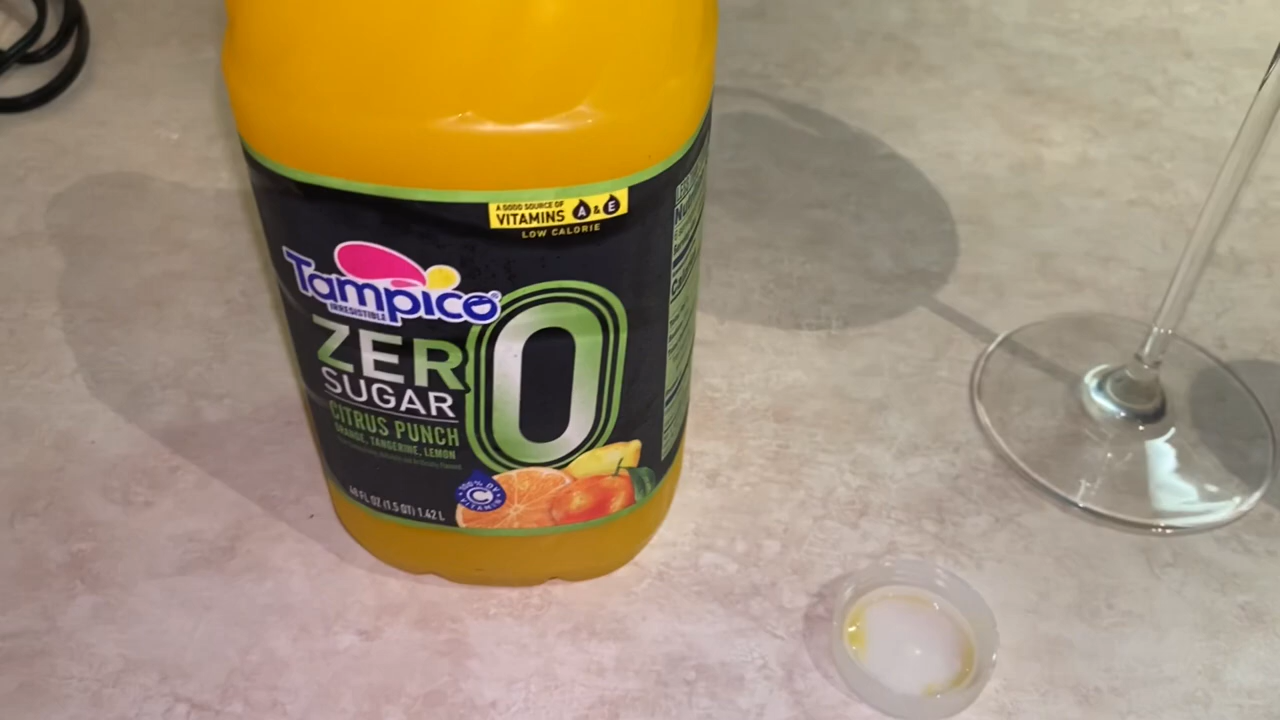 A GOOD SOURCE OF
VITAMINS A & E
LOW CALORIE
Tampico®
IRRESISTIBLE
ZERO
SUGAR
CITRUS PUNCH
ORANGE, TANGERINE, LEMON
100% DV
C
VITAMIN
48 FL OZ (1.5 QT) 1.42 L